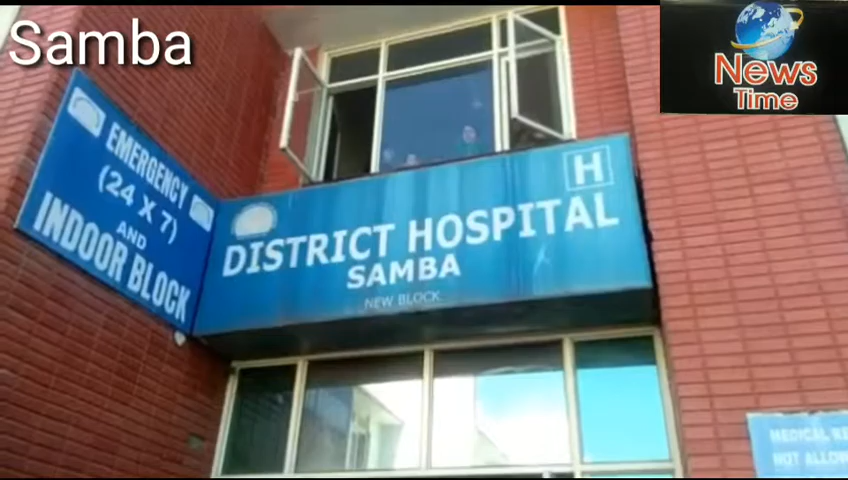 Samba
News
Time
EMERGENCY
(24 X 7)
AND
INDOOR BLOCK
H
DISTRICT HOSPITAL
SAMBA
NEW BLOCK
MEDICAL
NOT ALLOW